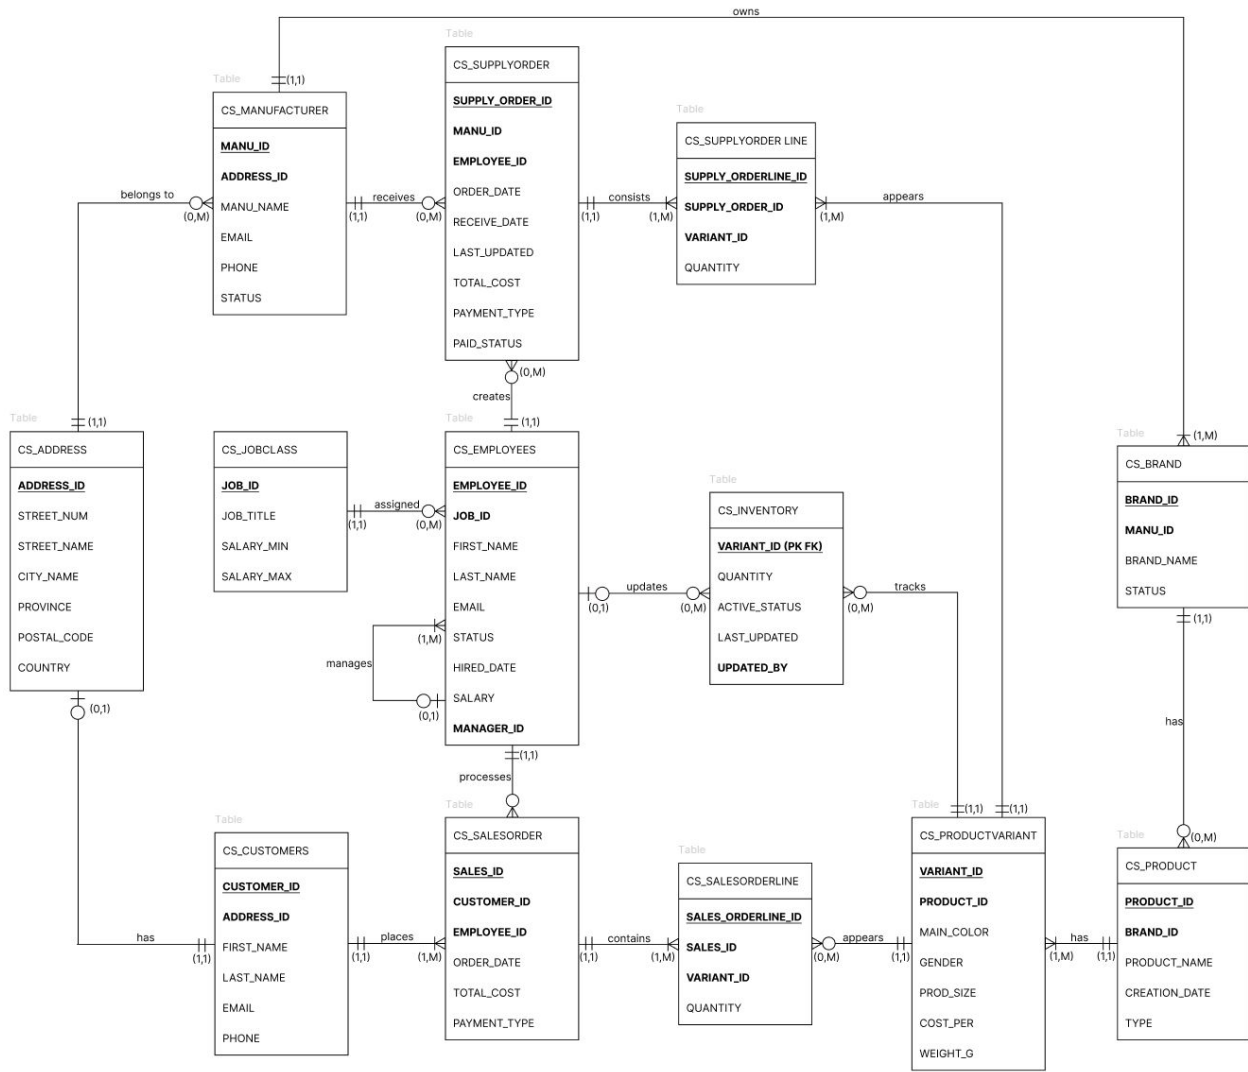 owns
Table
CS_SUPPLYORDER
SUPPLY_ORDER_ID
MANU_ID
EMPLOYEE_ID
ORDER_DATE
RECEIVE_DATE
LAST_UPDATED
TOTAL_COST
PAYMENT_TYPE
PAID_STATUS
Table
(1,1)
CS_MANUFACTURER
MANU_ID
ADDRESS_ID
MANU_NAME
EMAIL
PHONE
STATUS
Table
CS_SUPPLYORDER LINE
SUPPLY_ORDERLINE_ID
SUPPLY_ORDER_ID
VARIANT_ID
QUANTITY
belongs to
(0,M)
receives
(1,1)
(0,M)
consists
(1,1)
(1,M)
appears
(1,M)
(0,M)
creates
(1,1)
(1,1)
(1,M)
Table
CS_ADDRESS
ADDRESS_ID
STREET_NUM
STREET_NAME
CITY_NAME
PROVINCE
POSTAL_CODE
COUNTRY
(0,1)
Table
CS_JOBCLASS
JOB_ID
JOB_TITLE
SALARY_MIN
SALARY_MAX
assigned
(1,1)
(0,M)
Table
CS_EMPLOYEES
EMPLOYEE_ID
JOB_ID
FIRST_NAME
LAST_NAME
EMAIL
STATUS
HIRED_DATE
SALARY
MANAGER_ID
(1,M)
manages
(0,1)
updates
(0,1)
(0,M)
Table
CS_INVENTORY
VARIANT_ID (PK FK)
QUANTITY
ACTIVE_STATUS
LAST_UPDATED
UPDATED_BY
tracks
(0,M)
Table
CS_BRAND
BRAND_ID
MANU_ID
BRAND_NAME
STATUS
(1,1)
has
(0,M)
(1,1)
processes
(1,1)
(1,1)
Table
CS_CUSTOMERS
CUSTOMER_ID
ADDRESS_ID
FIRST_NAME
LAST_NAME
EMAIL
PHONE
has
(1,1)
places
(1,1)
(1,M)
Table
CS_SALESORDER
SALES_ID
CUSTOMER_ID
EMPLOYEE_ID
ORDER_DATE
TOTAL_COST
PAYMENT_TYPE
contains
(1,1)
(1,M)
Table
CS_SALESORDERLINE
SALES_ORDERLINE_ID
SALES_ID
VARIANT_ID
QUANTITY
appears
(0,M)
(1,1)
Table
CS_PRODUCTVARIANT
VARIANT_ID
PRODUCT_ID
MAIN_COLOR
GENDER
PROD_SIZE
COST_PER
WEIGHT_G
has
(1,M)
(1,1)
Table
CS_PRODUCT
PRODUCT_ID
BRAND_ID
PRODUCT_NAME
CREATION_DATE
TYPE